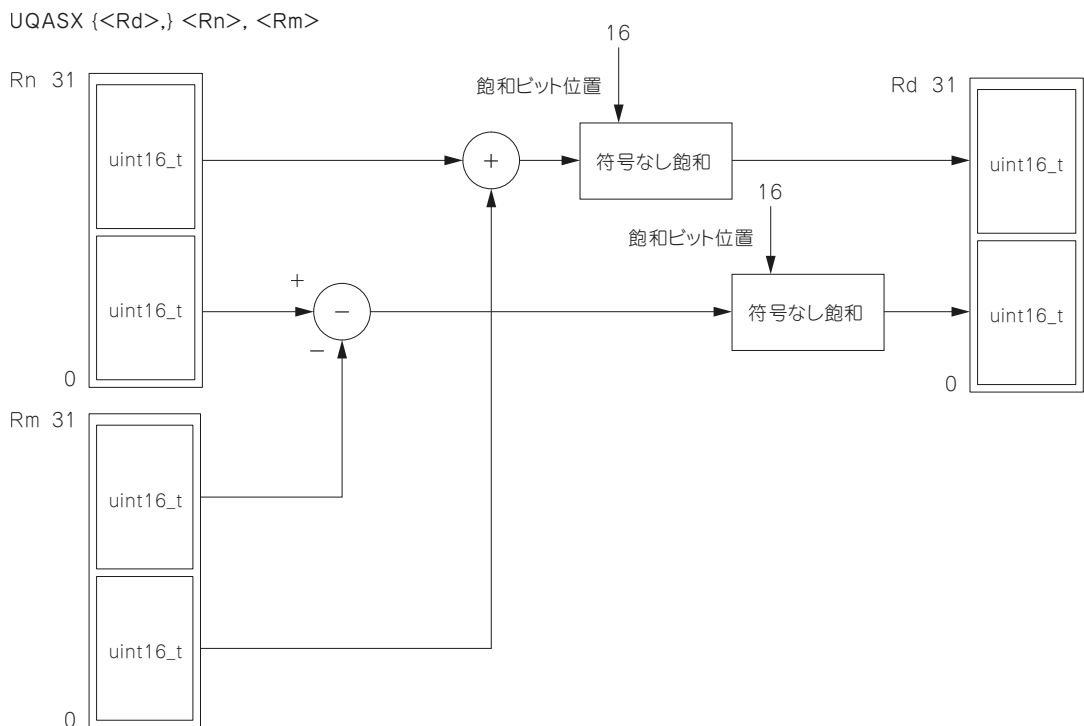 UQASX {<Rd>,} <Rn>, <Rm>
16
Rn 31
飽和ビット位置
Rd 31
uint16_t
+
符号なし飽和
uint16_t
16
飽和ビット位置
+
uint16_t
−
符号なし飽和
uint16_t
−
0
0
Rm 31
uint16_t
uint16_t
0